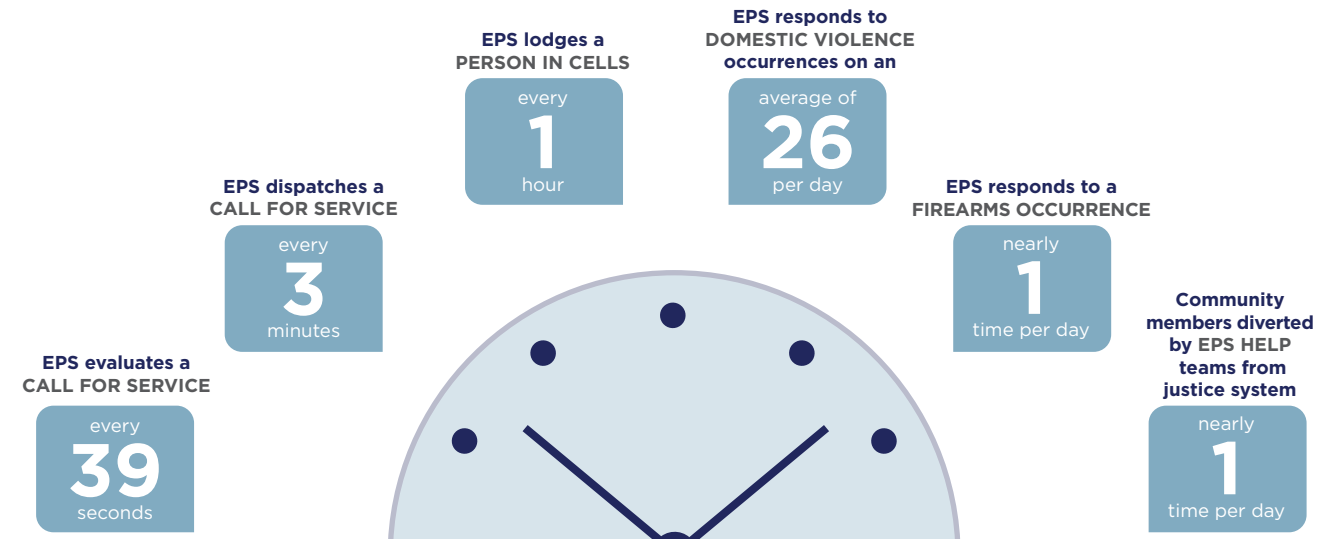 EPS evaluates a
CALL FOR SERVICE
every
39
seconds
EPS dispatches a
CALL FOR SERVICE
every
3
minutes
EPS lodges a
PERSON IN CELLS
every
1
hour
EPS responds to
DOMESTIC VIOLENCE
occurrences on an
average of
26
per day
EPS responds to a
FIREARMS OCCURRENCE
nearly
1
time per day
Community
members diverted
by EPS HELP
teams from
justice system
nearly
1
time per day